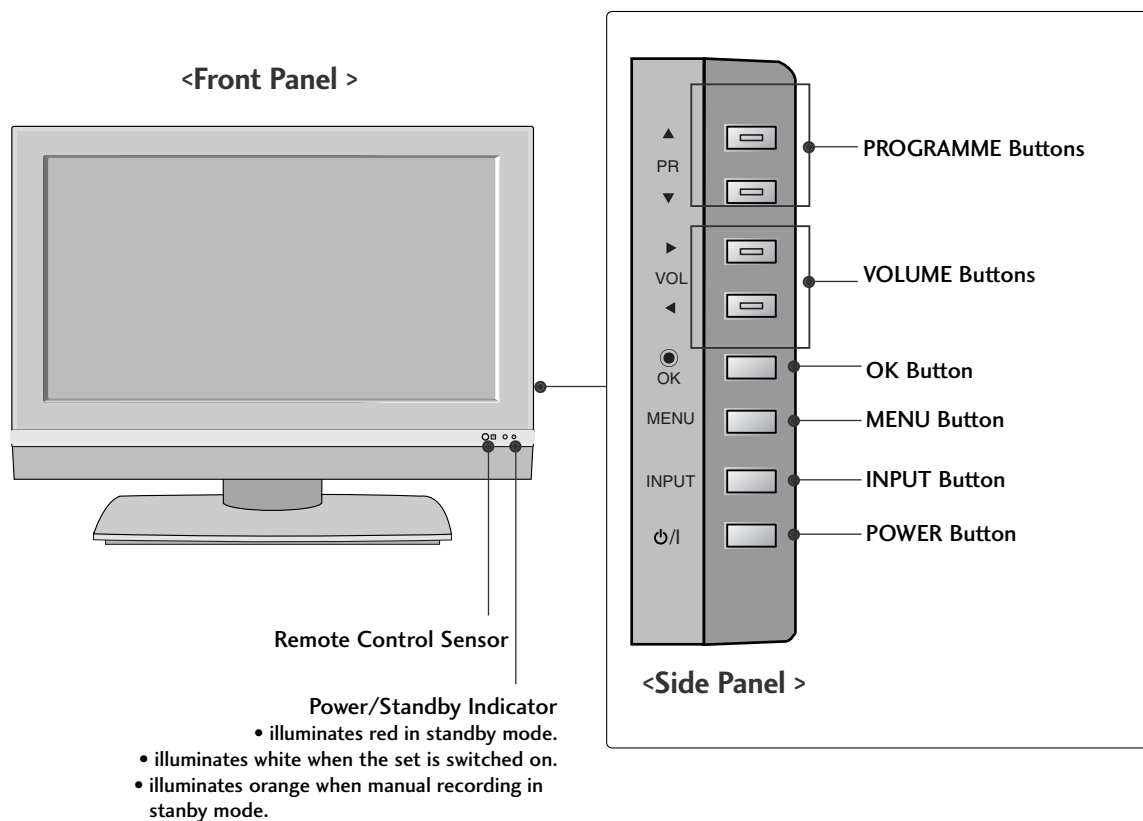 <Front Panel >
Remote Control Sensor
Power/Standby Indicator
• illuminates red in standby mode.
• illuminates white when the set is switched on.
• illuminates orange when manual recording in
stanby mode.
▲
PR
▼
►
VOL
◄
OK
MENU
INPUT
⏻/I
PROGRAMME Buttons
VOLUME Buttons
OK Button
MENU Button
INPUT Button
POWER Button
<Side Panel >